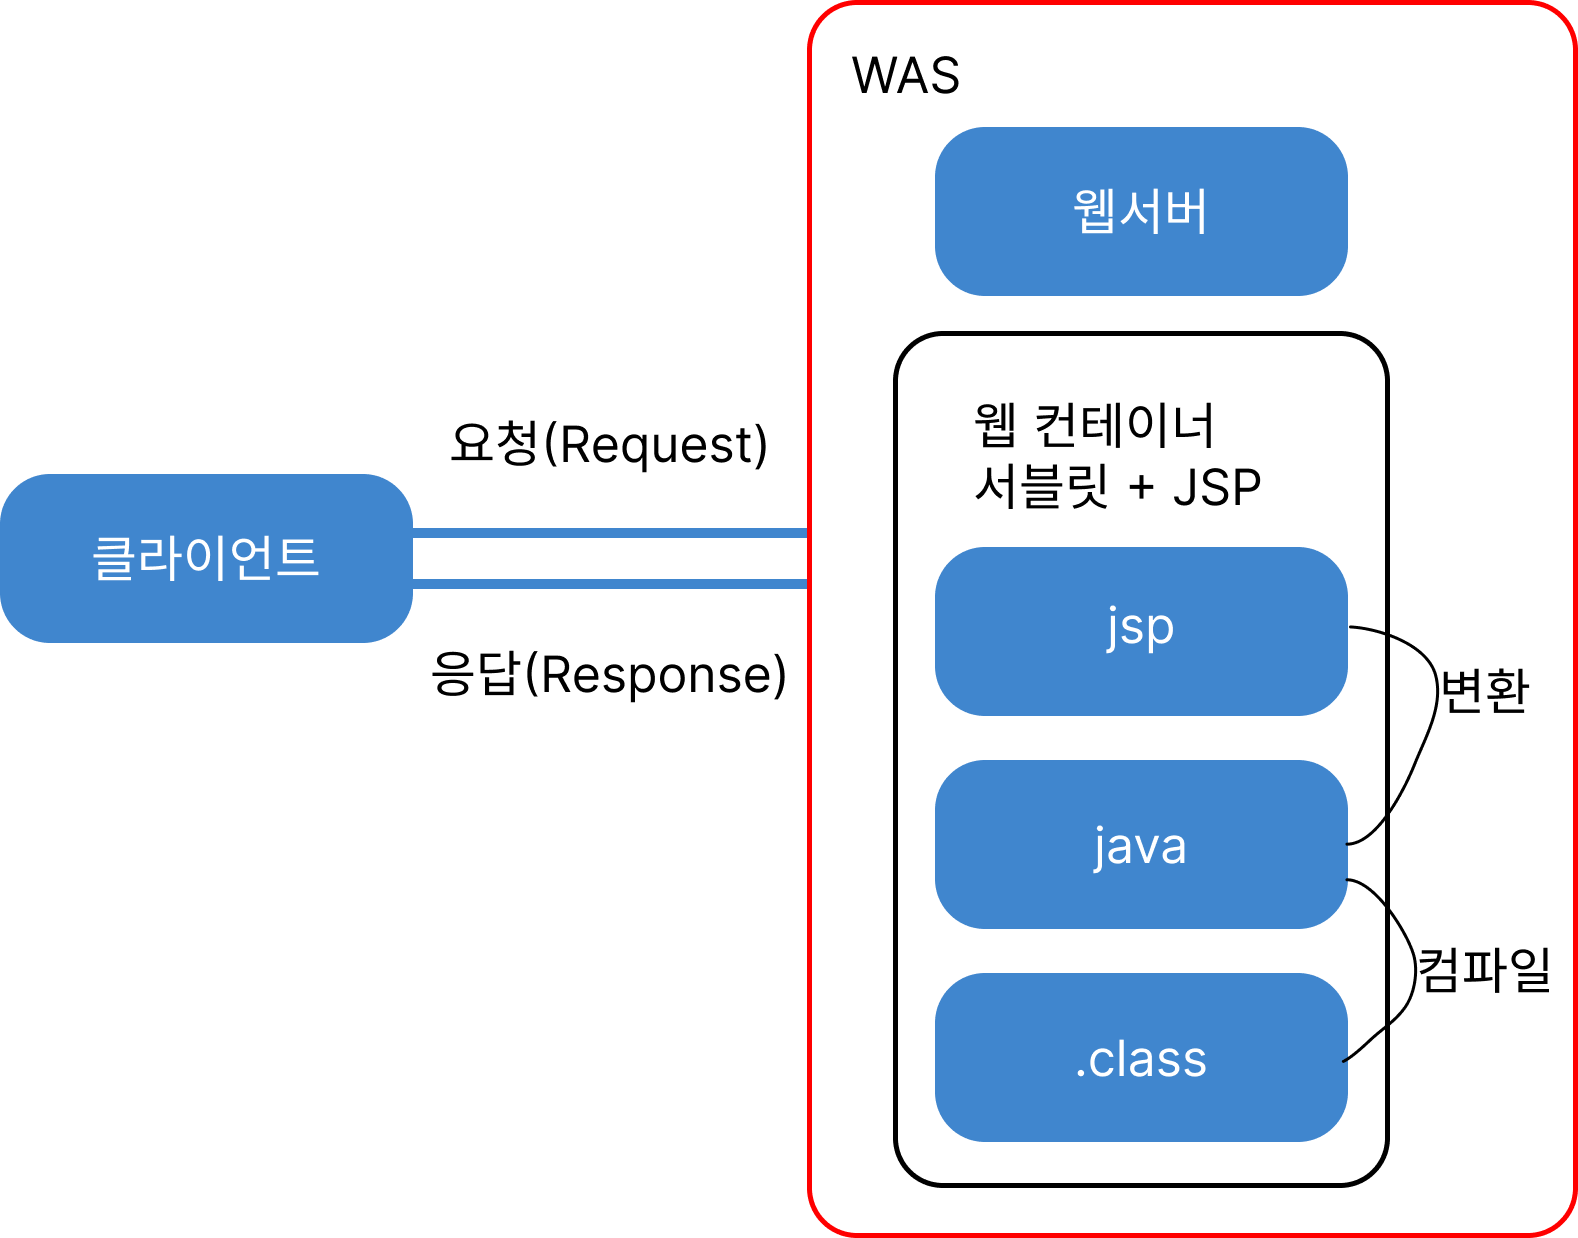 WAS
웹서버
요청(Request)
클라이언트
응답(Response)
웹 컨테이너
서블릿 + JSP
jsp
변환
java
컴파일
.class